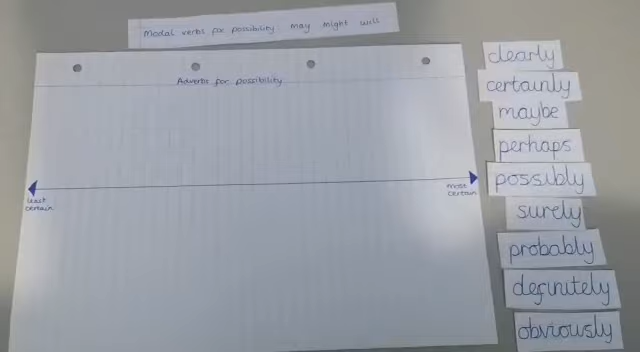 Modal verbs for possibility may might will
Adverbs for possibility
Least
certain
most
certain
clearly
certainly
maybe
perhaps
possibly
surely
probably
definitely
obviously